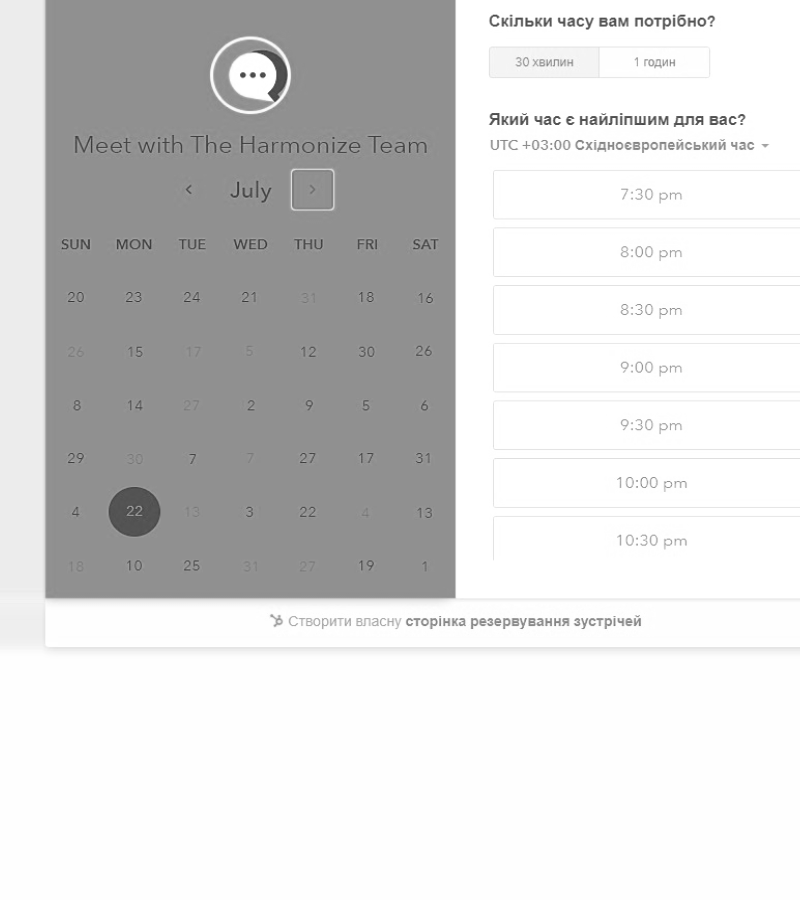 Скільки часу вам потрібно?
30 хвилин 1 годин
Meet with The Harmonize Team
July
Який час є найліпшим для вас?
UTC +03:00 Східноєвропейський час
SUN MON TUE WED THU FRI SAT
20 23 24 21 31 18 16
26 15 17 5 12 30 26
8 14 27 2 9 5 6
29 30 7 7 27 17 31
4 22 13 3 22 4 13
18 10 25 31 27 19 1
7:30 pm
8:00 pm
8:30 pm
9:00 pm
9:30 pm
10:00 pm
10:30 pm
Створити власну сторінка резервування зустрічей